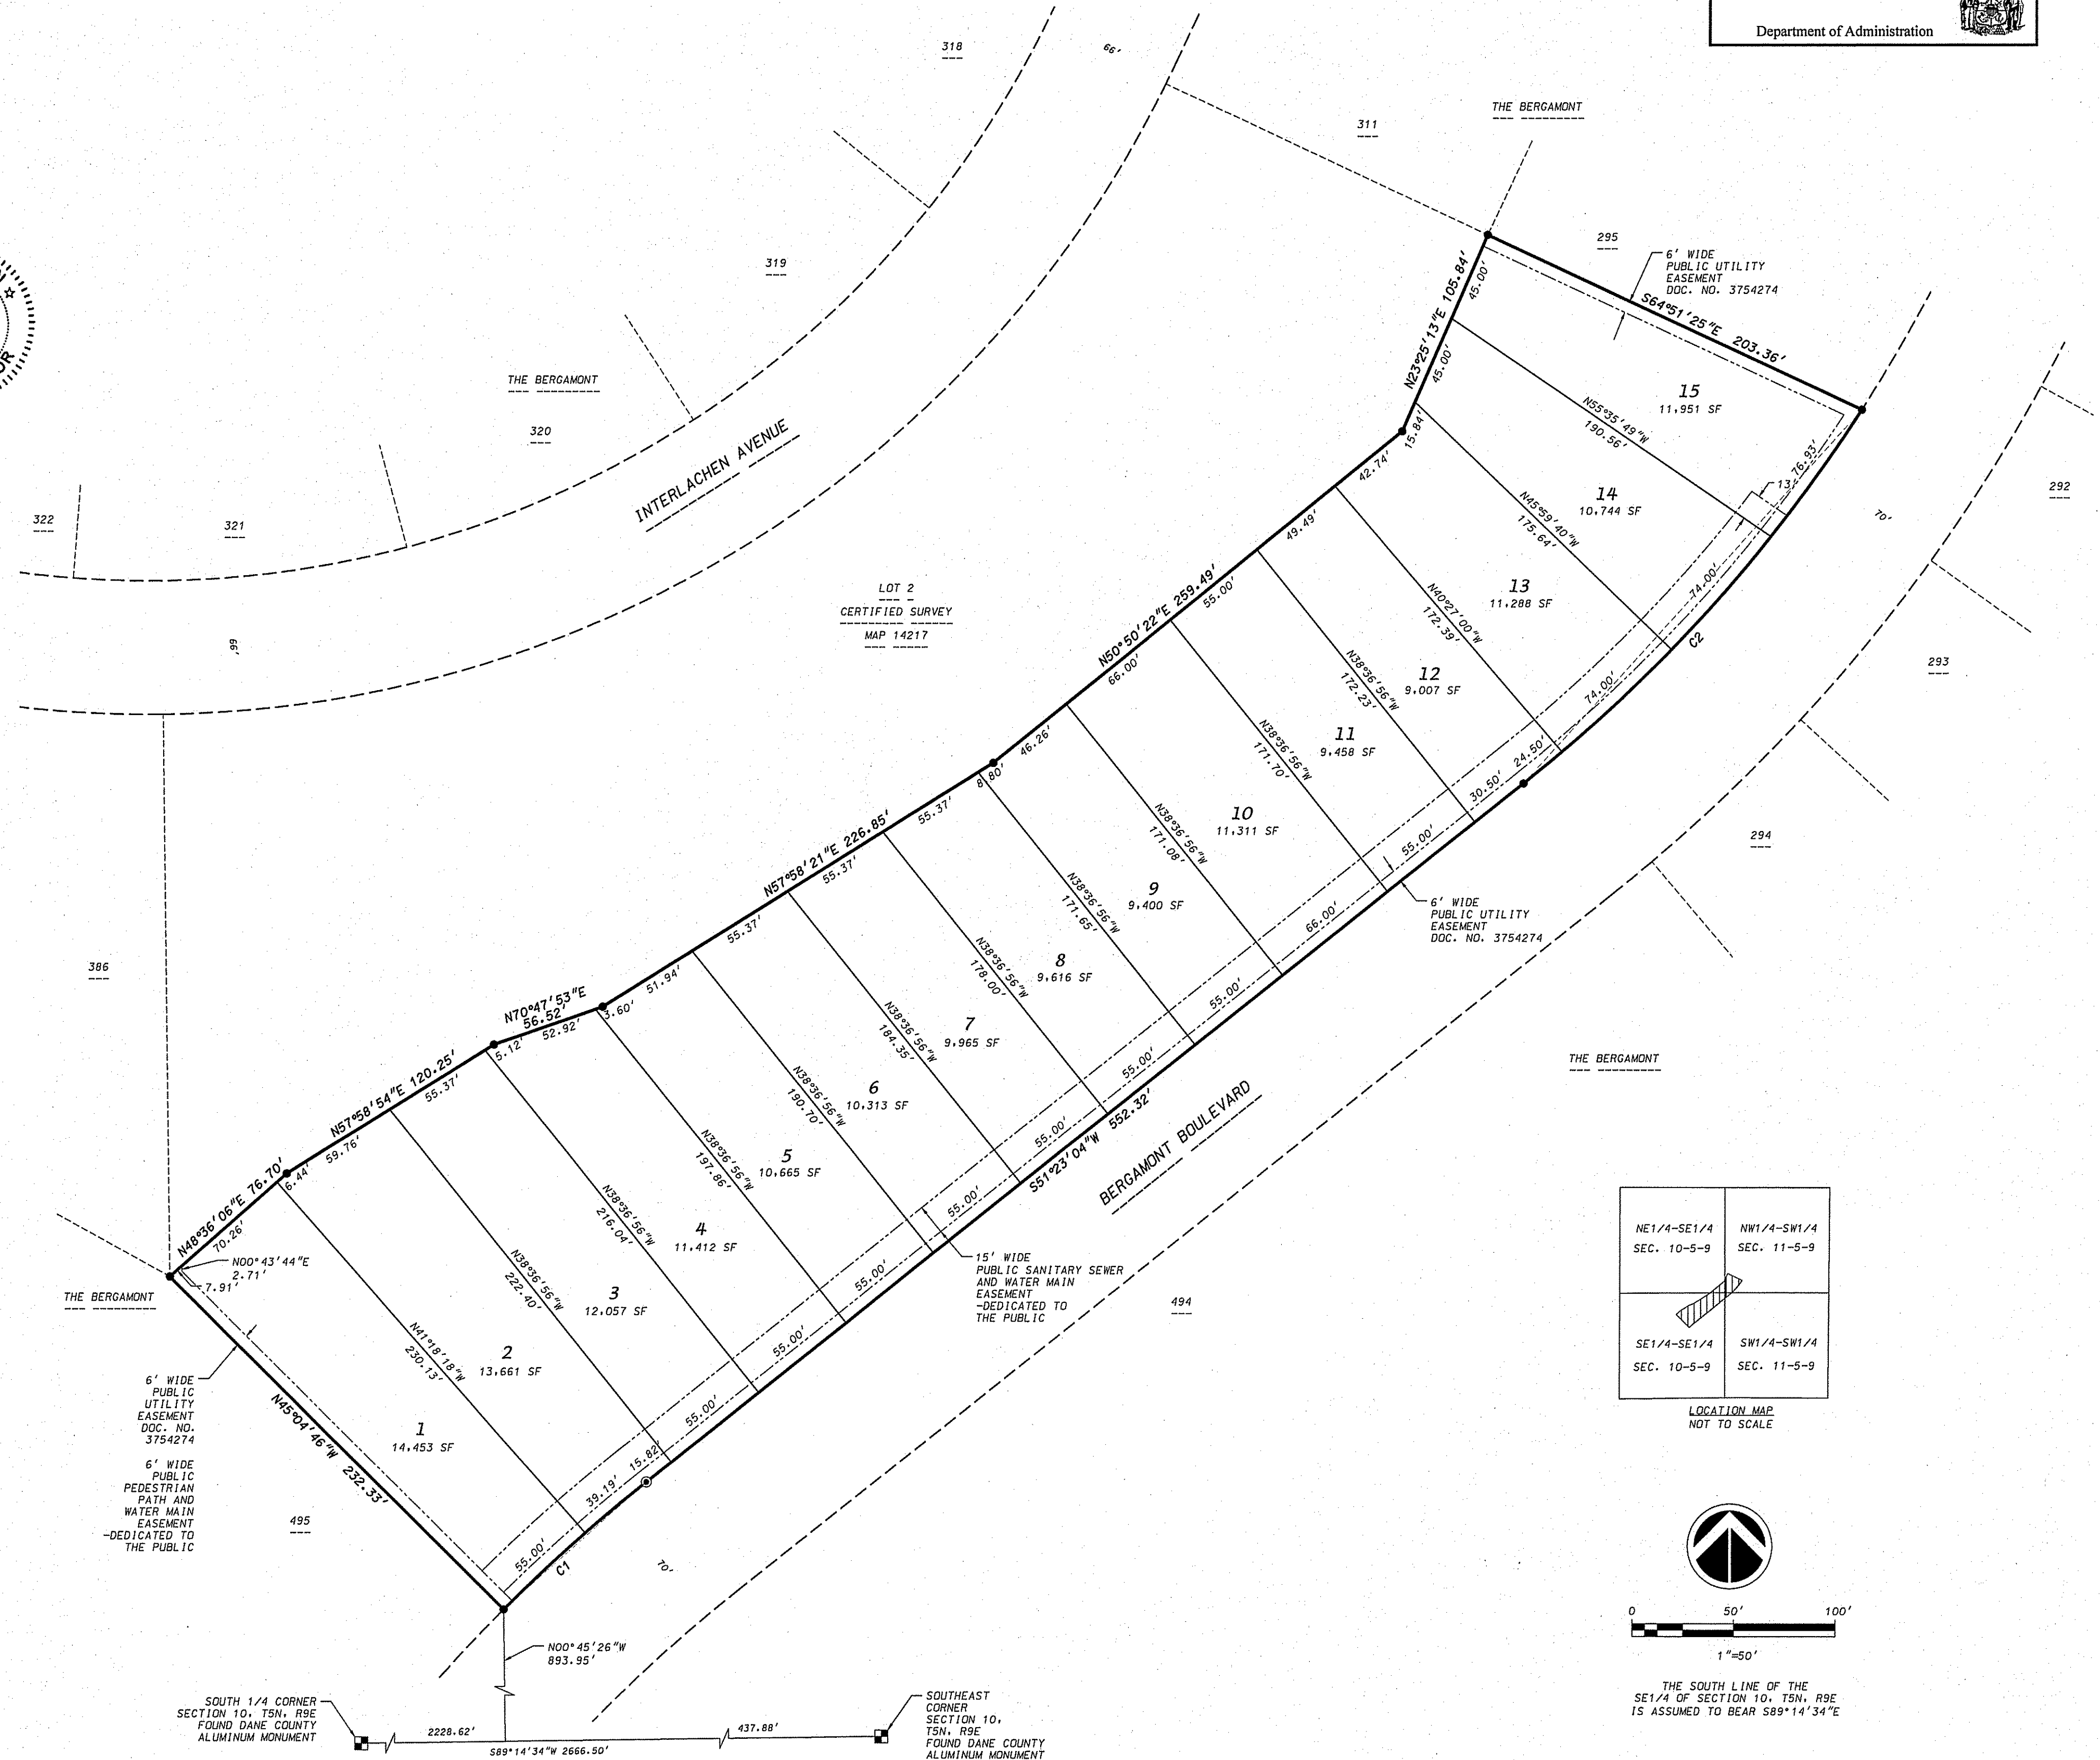 Department of Administration
318
66'
THE BERGAMONT
311
295
6' WIDE
PUBLIC UTILITY
EASEMENT
DOC. NO. 3754274
319
N23°25'13"E 105.84'
45.00'
45.00'
15.84'
S64°51'25"E 203.36'
THE BERGAMONT
320
INTERLACHEN AVENUE
15
11,951 SF
N55°35'49"W
190.56'
76.93'
13'
322
321
42.74'
14
10,744 SF
N45°59'40"W
175.64'
292
70'
49.49'
LOT 2
CERTIFIED SURVEY
MAP 14217
N50°50'22"E 259.49'
55.00'
13
11,288 SF
N40°27'00"W
172.39'
74.00'
C2
66'
66.00'
12
9,007 SF
N38°36'56"W
172.23'
74.00'
293
46.26'
11
9,458 SF
N38°36'56"W
171.70'
24.50'
30.50'
8.80'
10
11,311 SF
N38°36'56"W
171.08'
55.00'
294
N57°58'21"E 226.85'
55.37'
55.37'
55.37'
51.94'
9
9,400 SF
N38°36'56"W
171.65'
66.00'
6' WIDE
PUBLIC UTILITY
EASEMENT
DOC. NO. 3754274
386
8
9,616 SF
N38°36'56"W
178.00'
55.00'
N70°47'53"E
56.52'
52.92'
3.60'
7
9,965 SF
N38°36'56"W
184.35'
55.00'
5.12'
N57°58'54"E 120.25'
55.37'
59.76'
6
10,313 SF
N38°36'56"W
190.70'
55.00'
S51°23'04"W 552.32'
BERGAMONT BOULEVARD
THE BERGAMONT
5
10,665 SF
N38°36'56"W
197.86'
55.00'
N48°36'06"E 76.70'
6.44'
70.26'
4
11,412 SF
N38°36'56"W
216.04'
55.00'
15' WIDE
PUBLIC SANITARY SEWER
AND WATER MAIN
EASEMENT
-DEDICATED TO
THE PUBLIC
N00°43'44"E
2.71'
7.91'
THE BERGAMONT
3
12,057 SF
N38°36'56"W
222.40'
55.00'
494
2
13,661 SF
N41°18'18"W
230.13'
55.00'
15.82'
39.19'
6' WIDE
PUBLIC
UTILITY
EASEMENT
DOC. NO.
3754274
6' WIDE
PUBLIC
PEDESTRIAN
PATH AND
WATER MAIN
EASEMENT
-DEDICATED TO
THE PUBLIC
N45°04'46"W 232.33'
1
14,453 SF
495
55.00'
C1
70'
NE1/4-SE1/4
SEC. 10-5-9
NW1/4-SW1/4
SEC. 11-5-9
SE1/4-SE1/4
SEC. 10-5-9
SW1/4-SW1/4
SEC. 11-5-9
LOCATION MAP
NOT TO SCALE
0 50' 100'
1"=50'
THE SOUTH LINE OF THE
SE1/4 OF SECTION 10, T5N, R9E
IS ASSUMED TO BEAR S89°14'34"E
N00°45'26"W
893.95'
SOUTH 1/4 CORNER
SECTION 10, T5N, R9E
FOUND DANE COUNTY
ALUMINUM MONUMENT
2228.62'
437.88'
S89°14'34"W 2666.50'
SOUTHEAST
CORNER
SECTION 10,
T5N, R9E
FOUND DANE COUNTY
ALUMINUM MONUMENT